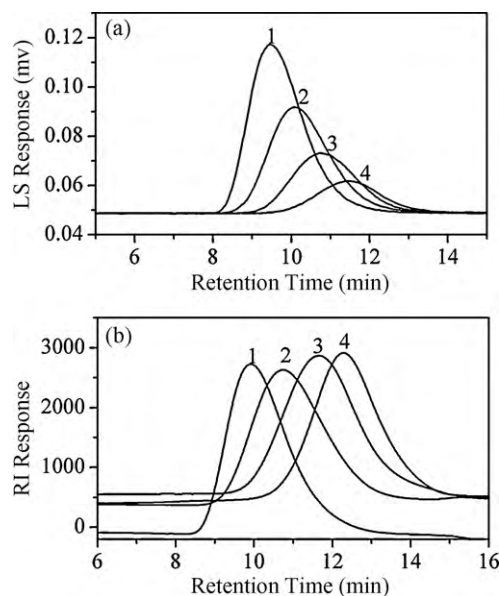 (a)
1
2
3
4
0.12
0.10
0.08
0.06
0.04
LS Response (mv)
6 8 10 12 14
Retention Time (min)
(b)
1 2 3 4
3000
2000
1000
0
RI Response
6 8 10 12 14 16
Retention Time (min)